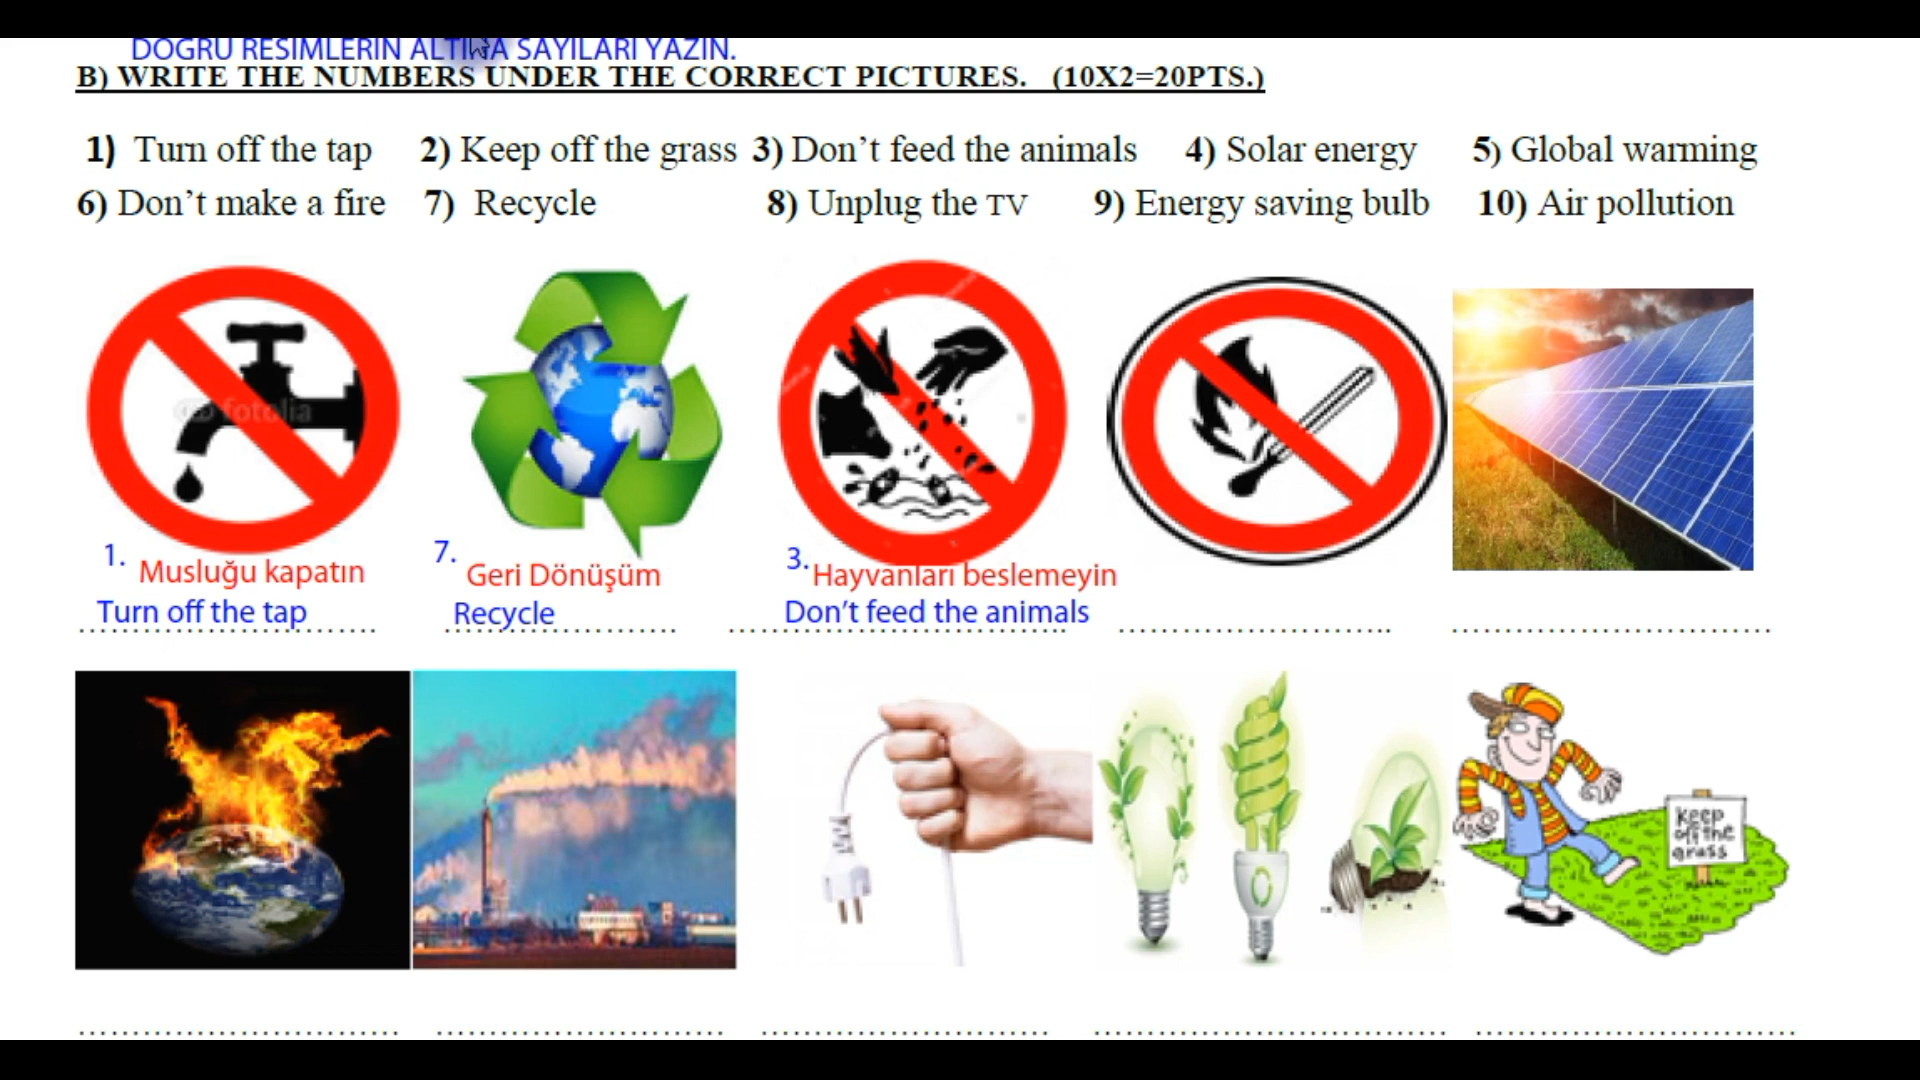 DOĞRU RESİMLERİN ALTINA SAYILARI YAZIN.
B) WRITE THE NUMBERS UNDER THE CORRECT PICTURES. (10X2=20PTS.)
1) Turn off the tap 2) Keep off the grass 3) Don't feed the animals 4) Solar energy 5) Global warming
6) Don't make a fire 7) Recycle 8) Unplug the TV 9) Energy saving bulb 10) Air pollution
fotolia
1. Musluğu kapatın 7. Geri Dönüşüm 3. Hayvanları beslemeyin
Turn off the tap Recycle Don't feed the animals
keep
off the
grass